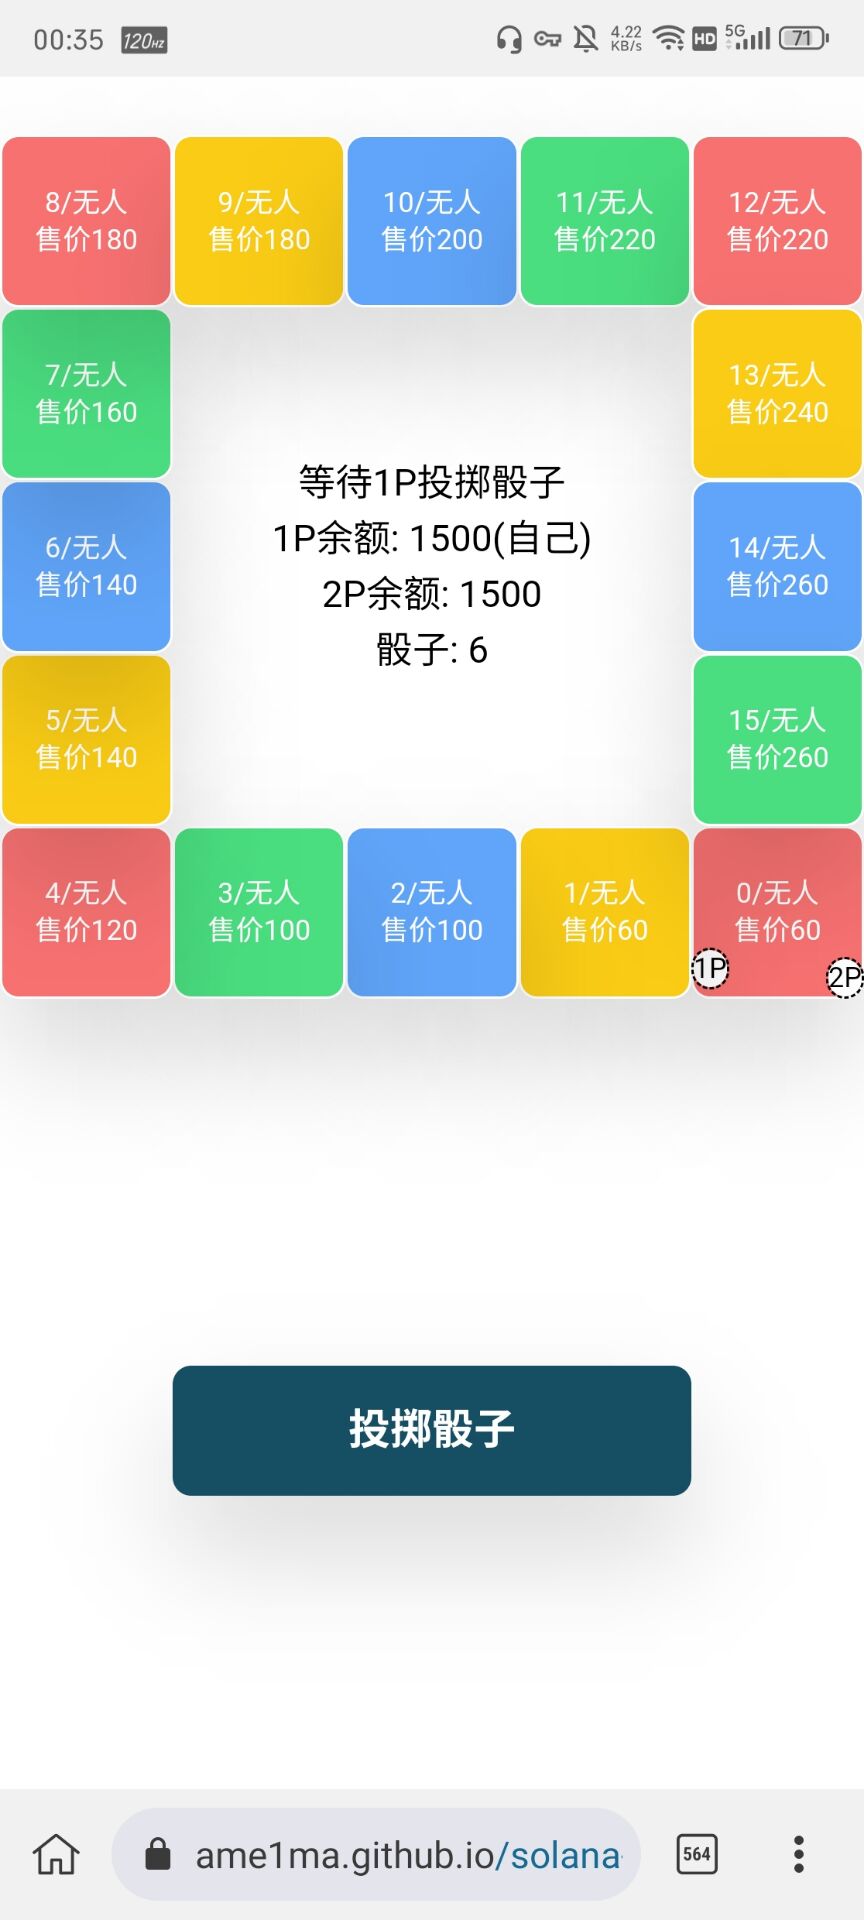 00:35 120HZ 4.22 KB/s HD 5G 71
8/无人 9/无人 10/无人 11/无人 12/无人
售价180 售价180 售价200 售价220 售价220
7/无人 13/无人
售价160 售价240
等待1P投掷骰子
1P余额: 1500(自己)
6/无人 14/无人
售价140 售价260
2P余额: 1500
骰子: 6
5/无人 15/无人
售价140 售价260
4/无人 3/无人 2/无人 1/无人 0/无人
售价120 售价100 售价100 售价60 售价60
1P 2P
投掷骰子
ame1ma.github.io/solana 564